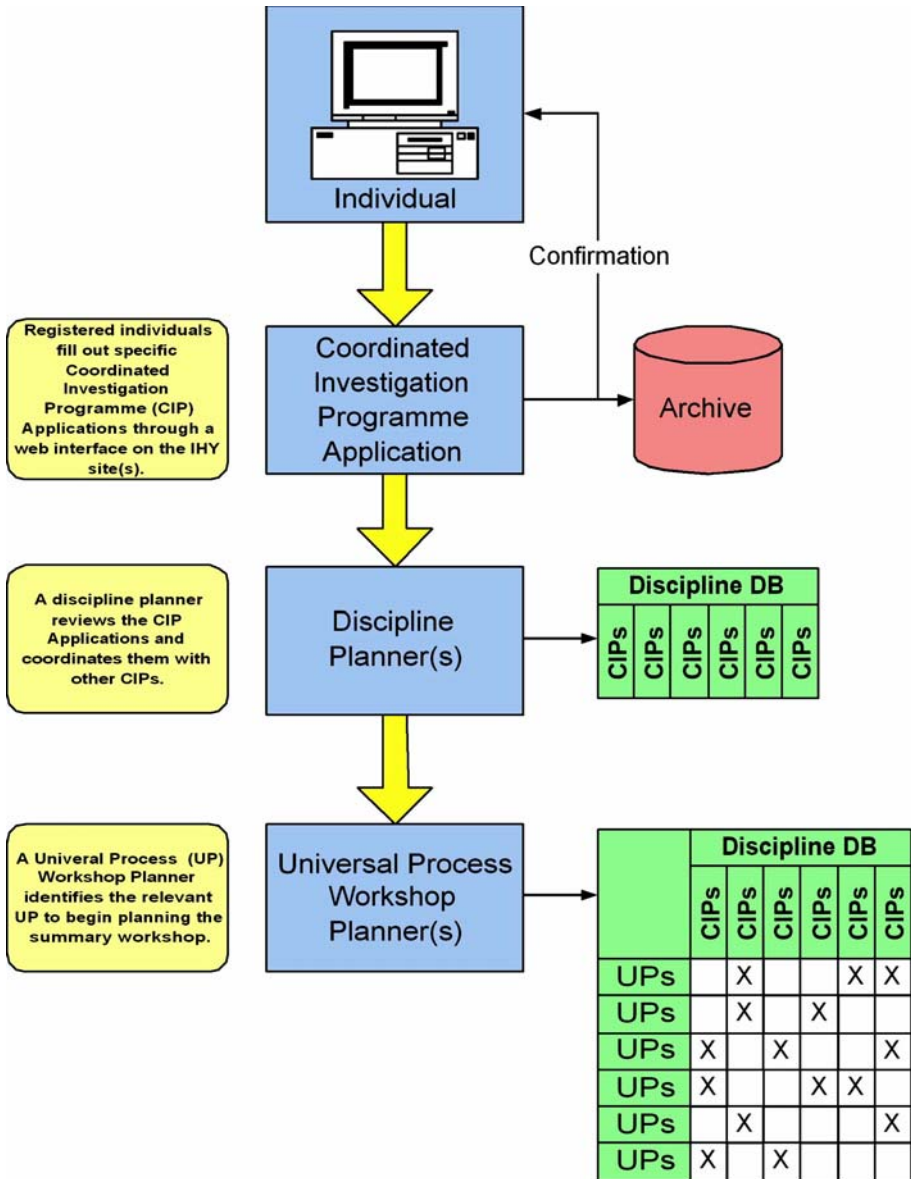 Individual
Confirmation
Registered individuals
fill out specific
Coordinated
Investigation
Programme (CIP)
Applications through a
web interface on the IHY
site(s).
Coordinated
Investigation
Programme
Application
Archive
A discipline planner
reviews the CIP
Applications and
coordinates them with
other CIPs.
Discipline
Planner(s)
Discipline DB
CIPs CIPs CIPs CIPs CIPs CIPs
A Univeral Process (UP)
Workshop Planner
identifies the relevant
UP to begin planning the
summary workshop.
Universal Process
Workshop
Planner(s)
Discipline DB
CIPs CIPs CIPs CIPs CIPs CIPs
UPs X X X
UPs X X
UPs X X X
UPs X X X
UPs X X
UPs X X